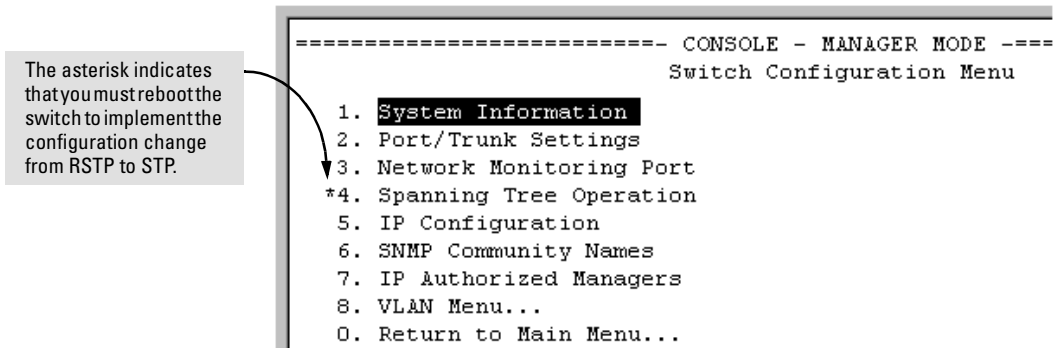 The asterisk indicates
that you must reboot the
switch to implement the
configuration change
from RSTP to STP.
==========================- CONSOLE - MANAGER MODE -===
Switch Configuration Menu
1. System Information
2. Port/Trunk Settings
3. Network Monitoring Port
*4. Spanning Tree Operation
5. IP Configuration
6. SNMP Community Names
7. IP Authorized Managers
8. VLAN Menu...
0. Return to Main Menu...